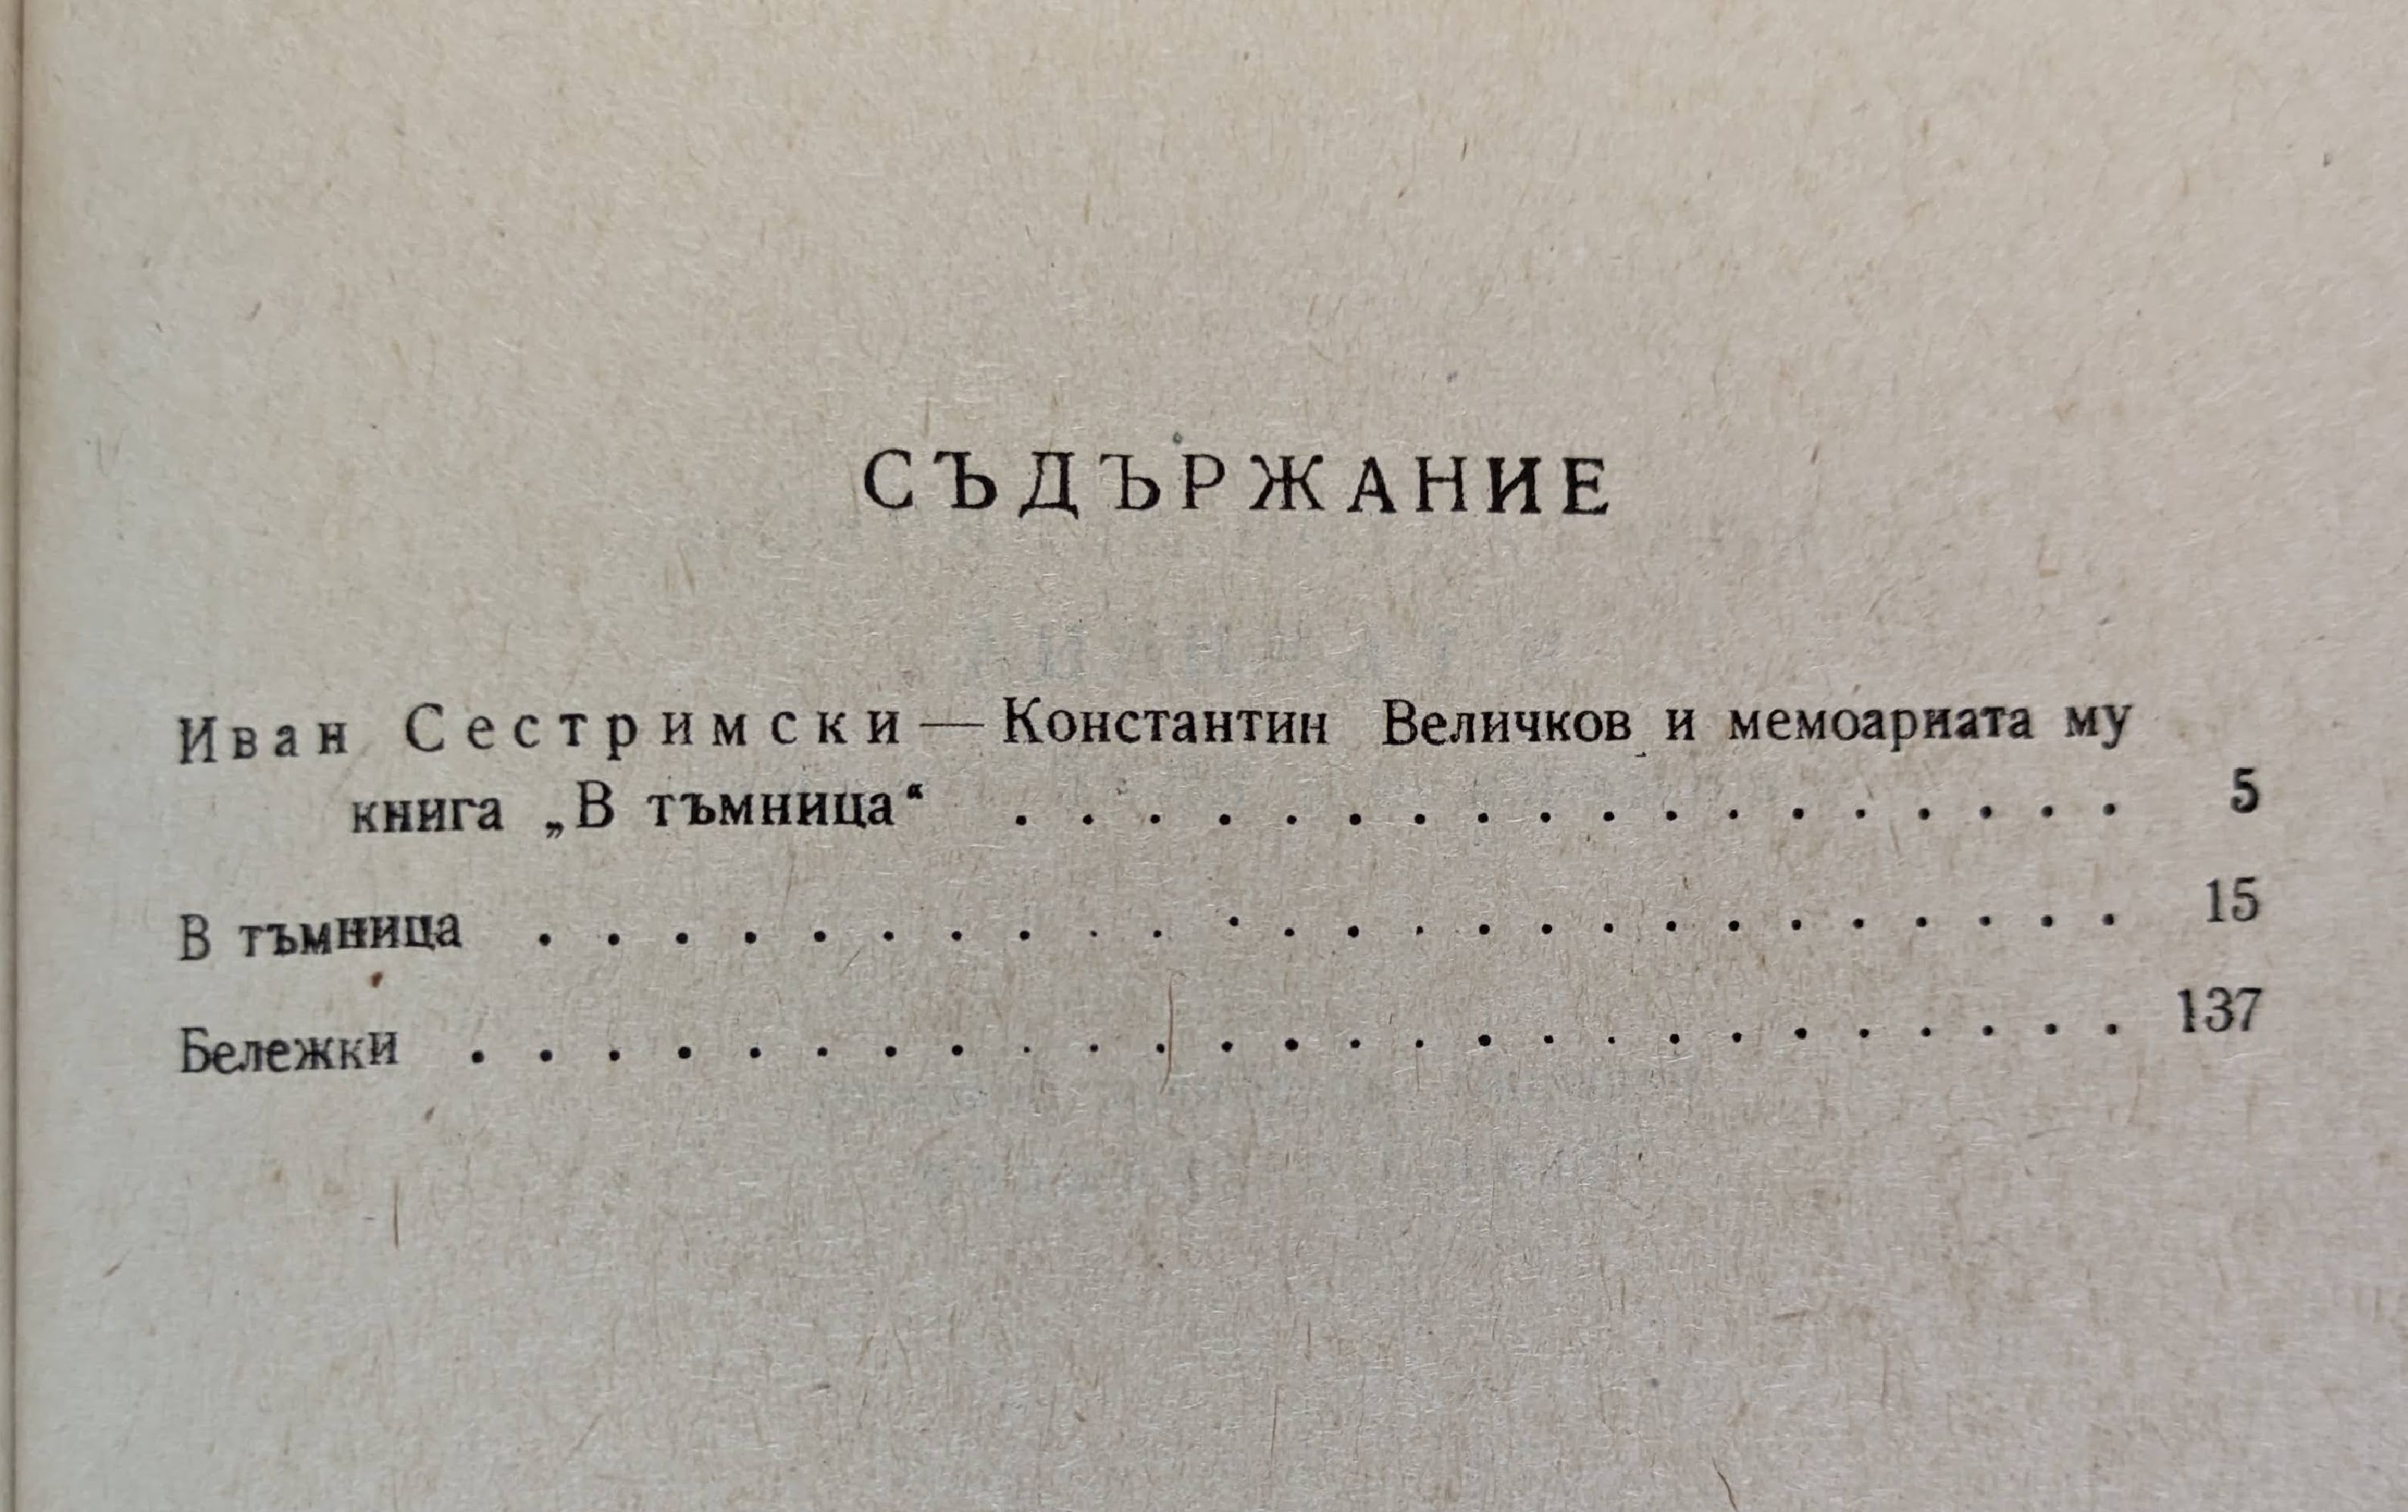 СЪДЪРЖАНИЕ
Иван Сестримски — Константин Величков и мемоарната му
книга „В тъмница“ . . . . . . . . . . . . . . . . . . 5
В тъмница . . . . . . . . . . . . . . . . . . . . . . . . 15
Бележки . . . . . . . . . . . . . . . . . . . . . . . . . 137